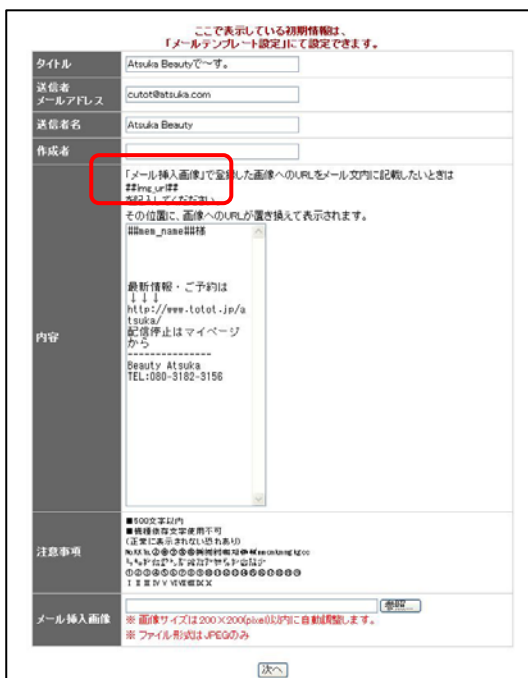 ここで表示している初期情報は、
「メールテンプレート設定」にて設定できます。
タイトル
Atsuka Beautyで〜す。
送信者
メールアドレス
cutot@atsuka.com
送信者名
Atsuka Beauty
作成者
「メール挿入画像」で登録した画像へのURLをメール文内に記載したいときは
##img_url##
を記入してください
その位置に、画像へのURLが置き換えて表示されます。
内容
##mem_name##様
最新情報・ご予約は
↓↓↓
http://www.totot.jp/a
tsuka/
配信停止はマイページ
から
---------------
Beauty Atsuka
TEL:080-3182-3156
注意事項
■500文字以内
■機種依存文字使用不可
(正常に表示されない恐れあり)
メール挿入画像
参照...
※ 画像サイズは200×200(pixel)以内に自動調整します。
※ ファイル形式はJPEGのみ
次へ